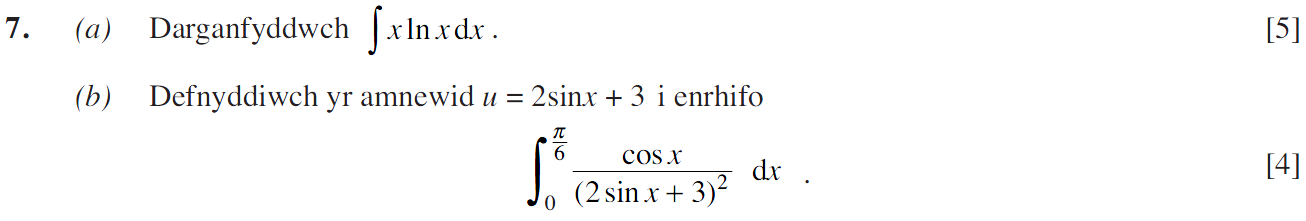 7. (a) Darganfyddwch ∫ x ln x dx . [5]
(b) Defnyddiwch yr amnewid u = 2sinx + 3 i enrhifo
∫₀^{π/6} cos x / (2 sin x + 3)² dx . [4]